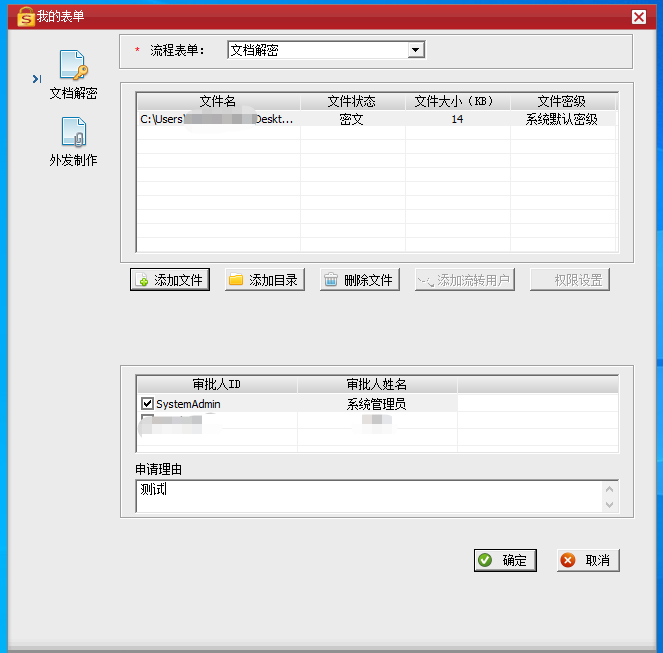 我的表单
* 流程表单： 文档解密
文档解密
外发制作
文件名 文件状态 文件大小（KB） 文件密级
C:\Users\ Deskt... 密文 14 系统默认密级
添加文件 添加目录 删除文件 添加流转用户 权限设置
审批人ID 审批人姓名
SystemAdmin 系统管理员
申请理由
测试
确定 取消